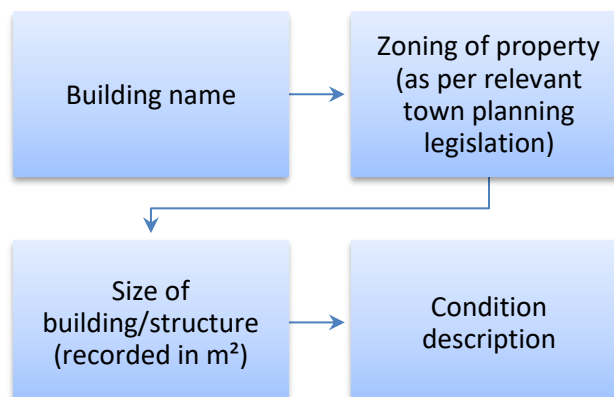 Building name
Zoning of property
(as per relevant
town planning
legislation)
Size of
building/structure
(recorded in m²)
Condition
description